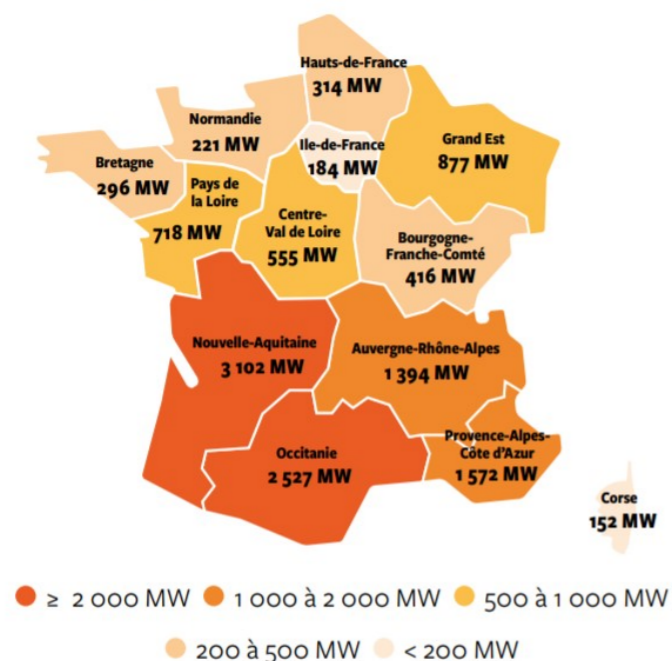 Hauts-de-France
314 MW
Normandie
221 MW
Ile-de-France
184 MW
Grand Est
877 MW
Bretagne
296 MW
Pays de
la Loire
718 MW
Centre-
Val de Loire
555 MW
Bourgogne-
Franche-Comté
416 MW
Nouvelle-Aquitaine
3 102 MW
Auvergne-Rhône-Alpes
1 394 MW
Occitanie
2 527 MW
Provence-Alpes-
Côte d'Azur
1 572 MW
Corse
152 MW
≥ 2 000 MW
1 000 à 2 000 MW
500 à 1 000 MW
200 à 500 MW
< 200 MW